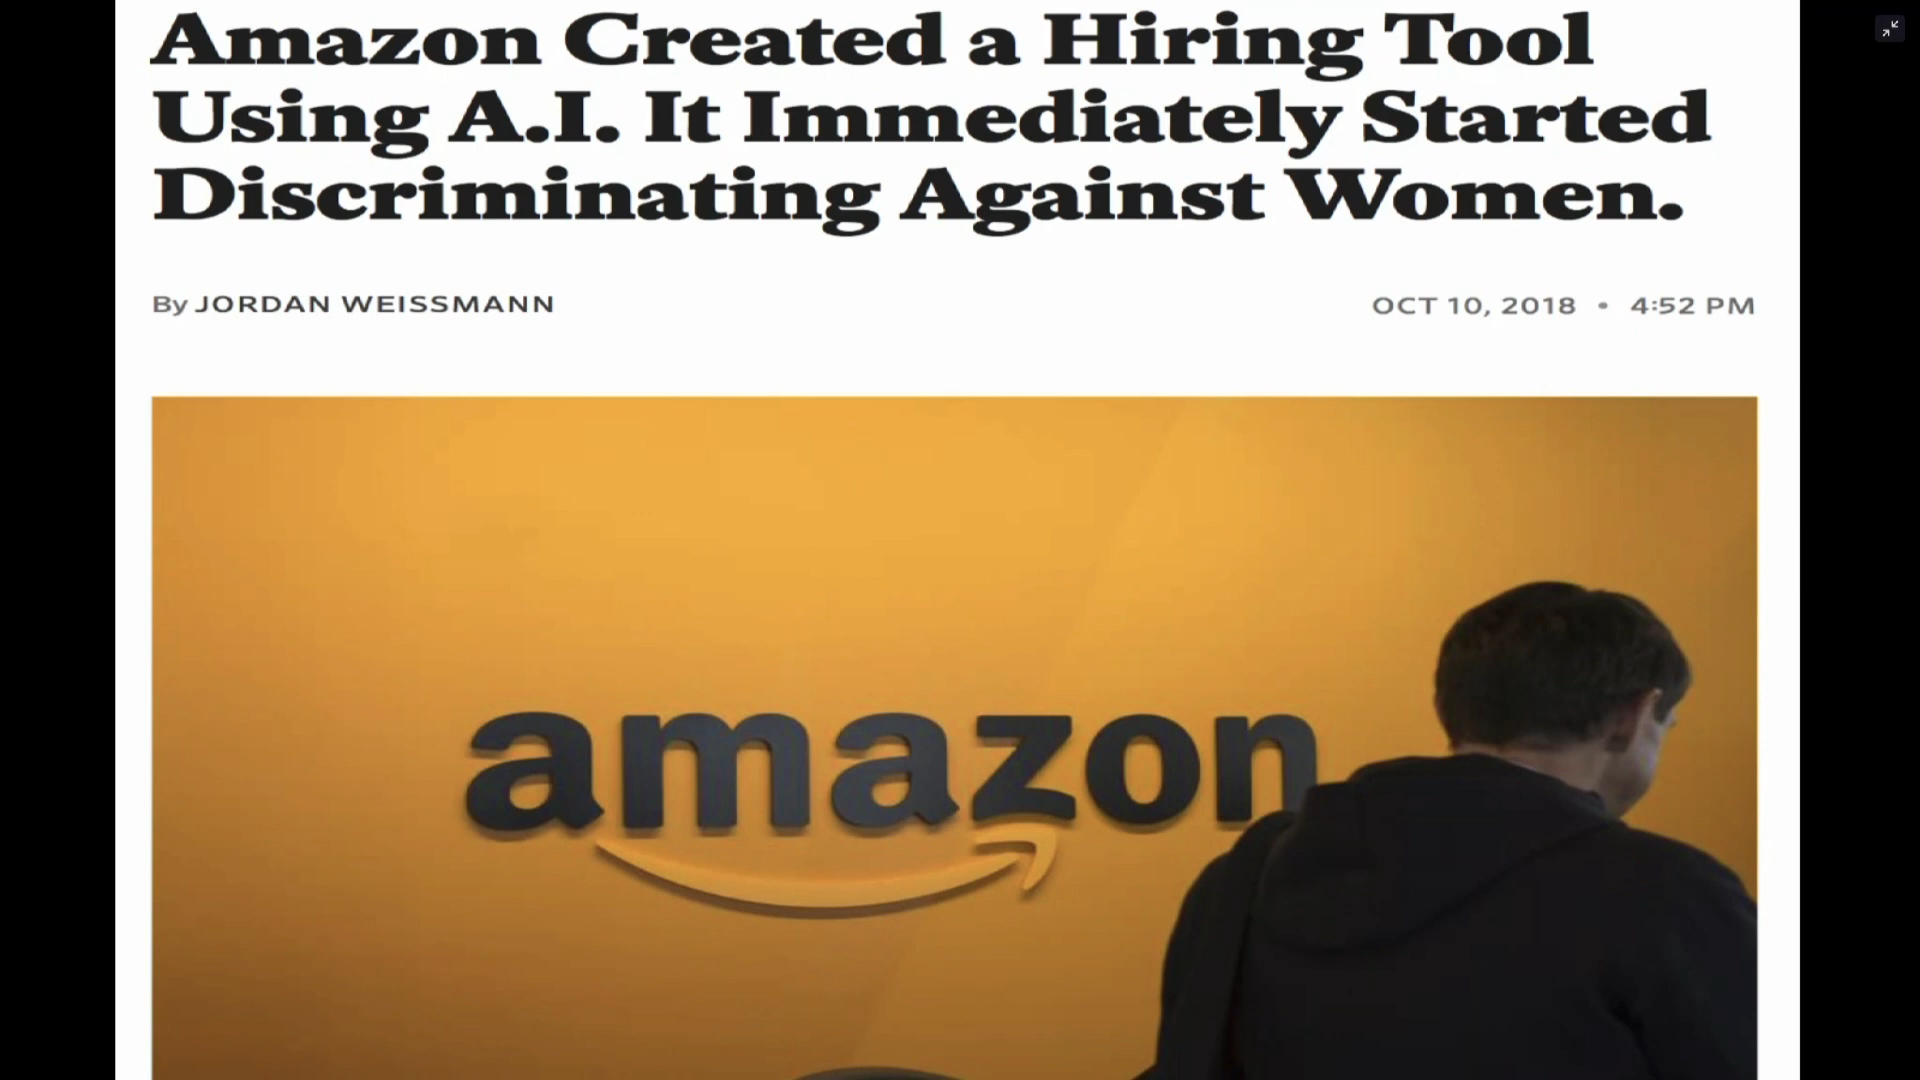 Amazon Created a Hiring Tool
Using A.I. It Immediately Started
Discriminating Against Women.
By JORDAN WEISSMANN
OCT 10, 2018 • 4:52 PM
amazon